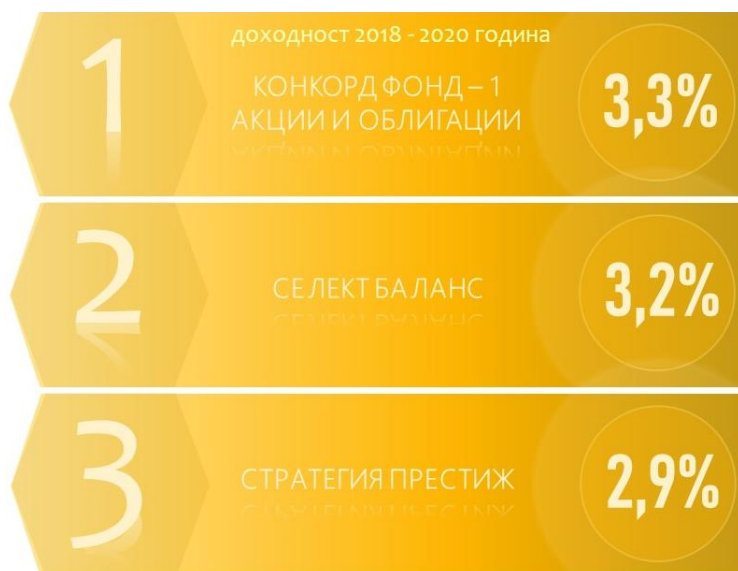 1
доходност 2018 - 2020 година
КОНКОРД ФОНД – 1
АКЦИИ И ОБЛИГАЦИИ
3,3%
2
СЕЛЕКТ БАЛАНС
3,2%
3
СТРАТЕГИЯ ПРЕСТИЖ
2,9%